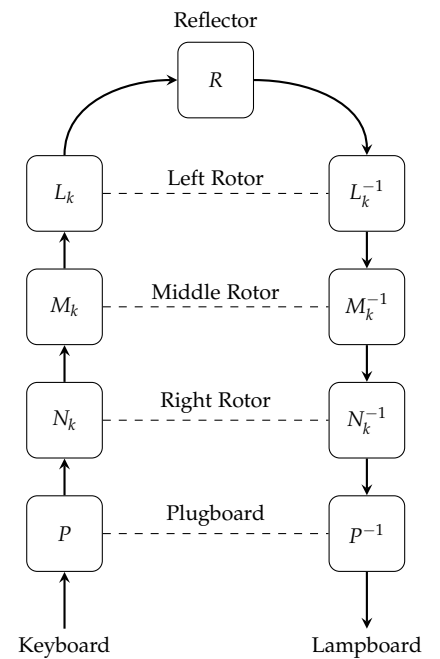 Reflector
R
L_k
Left Rotor
L_k^{-1}
M_k
Middle Rotor
M_k^{-1}
N_k
Right Rotor
N_k^{-1}
P
Plugboard
P^{-1}
Keyboard
Lampboard